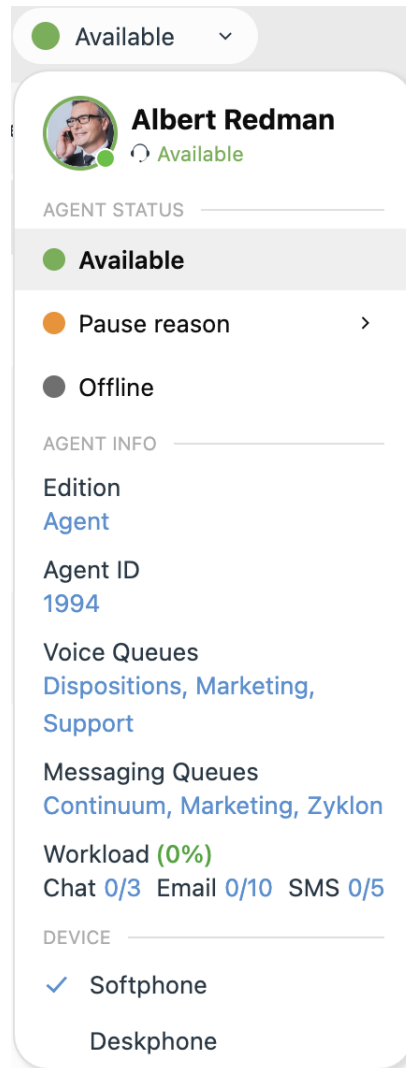 Available
Albert Redman
Available
AGENT STATUS
Available
Pause reason
Offline
AGENT INFO
Edition
Agent
Agent ID
1994
Voice Queues
Dispositions, Marketing,
Support
Messaging Queues
Continuum, Marketing, Zyklon
Workload (0%)
Chat 0/3 Email 0/10 SMS 0/5
DEVICE
Softphone
Deskphone